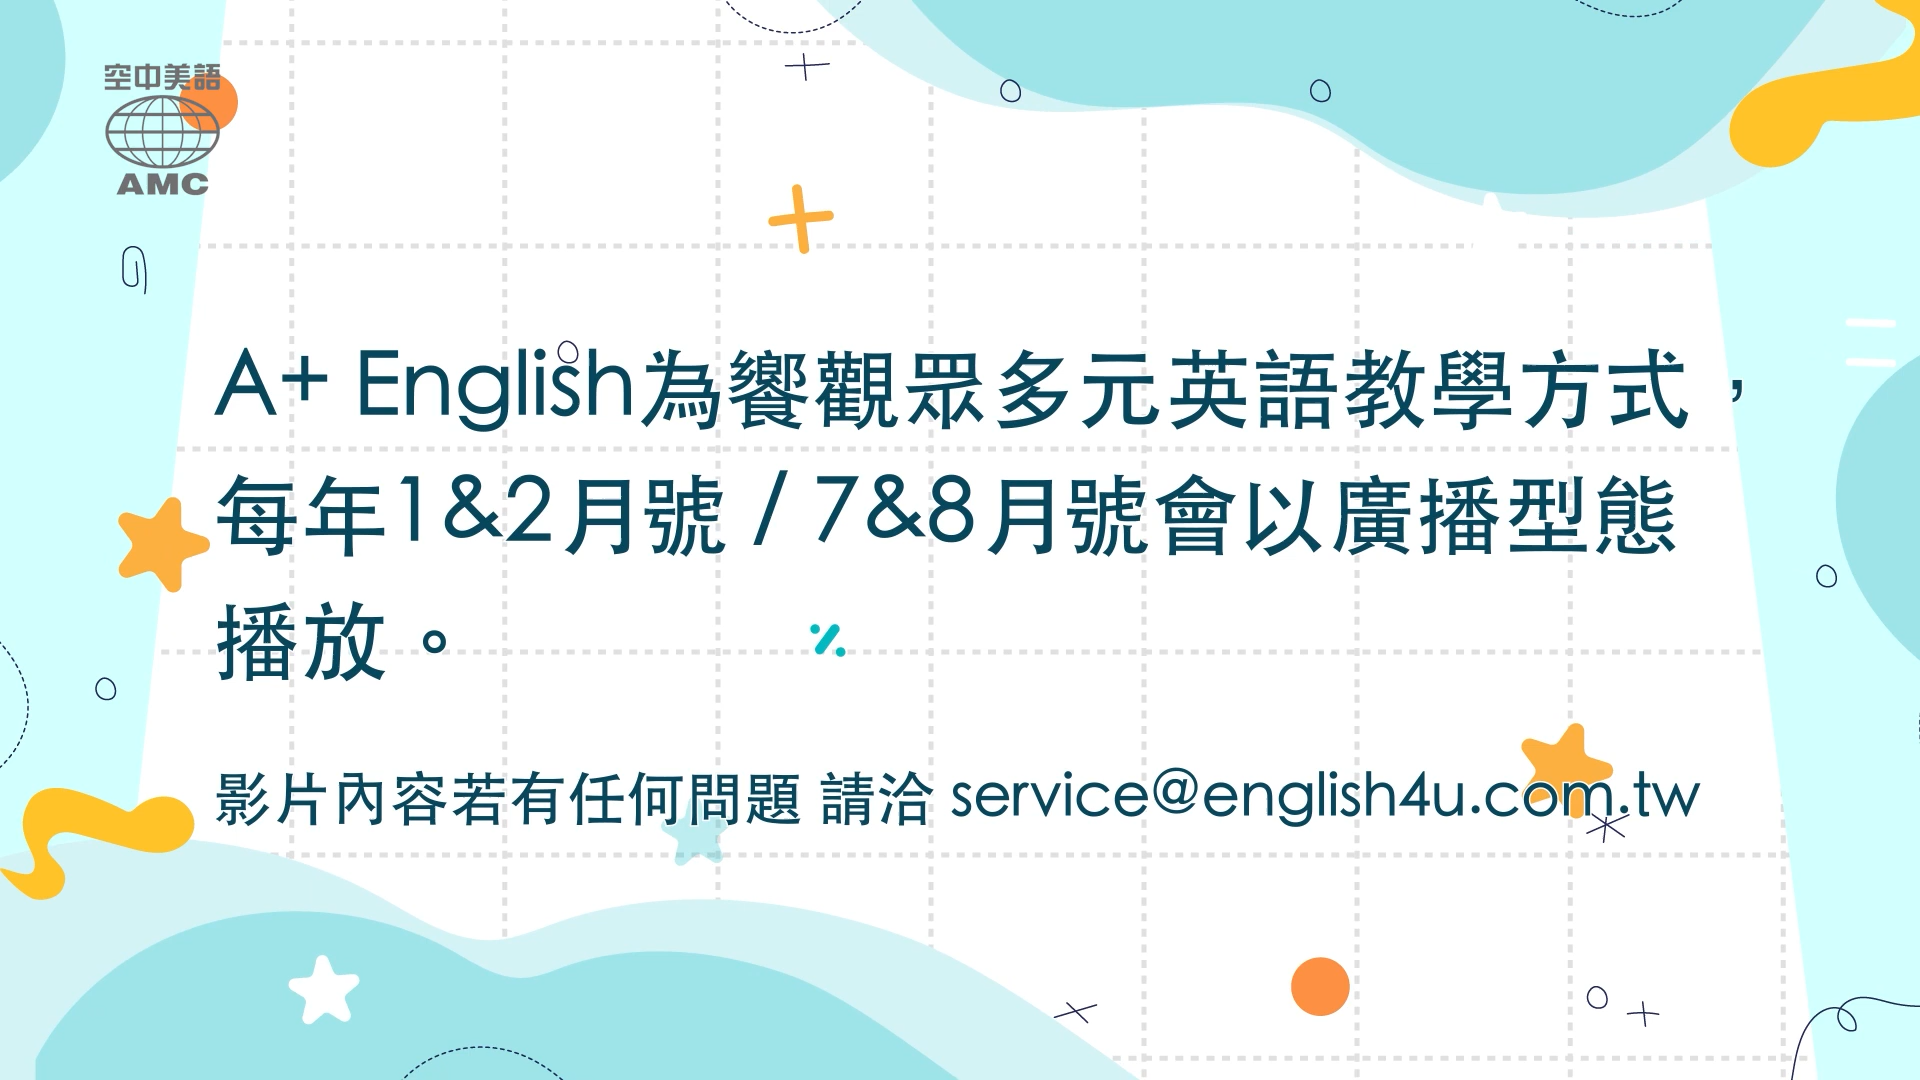 空中美語
AMC
A+ English為饗觀眾多元英語教學方式，
每年1&2月號 / 7&8月號會以廣播型態
播放。
影片內容若有任何問題 請洽 service@english4u.com.tw